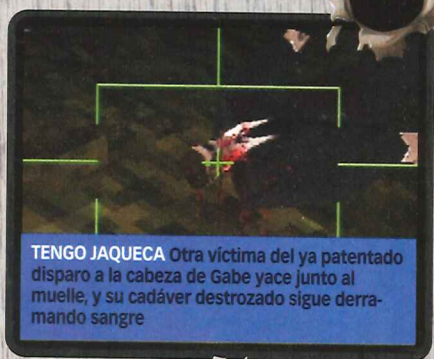 TENGO JAQUECA Otra víctima del ya patentado
disparo a la cabeza de Gabe yace junto al
muelle, y su cadáver destrozado sigue derra-
mando sangre